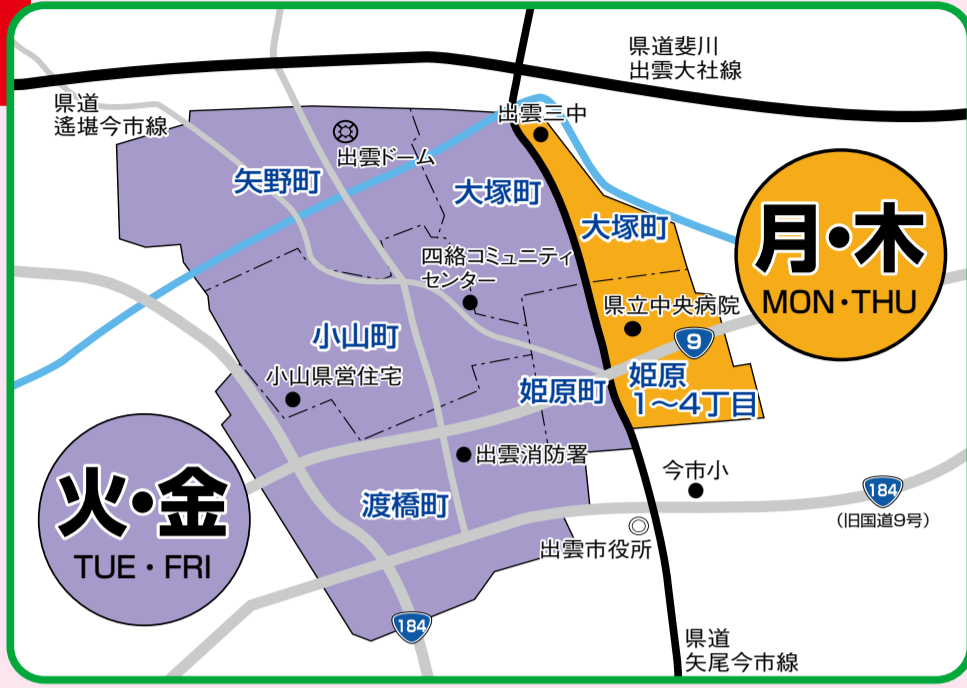 県道斐川
出雲大社線
県道
遙堪今市線
出雲三中
出雲ドーム
矢野町
大塚町
大塚町
月・木
MON・THU
四絡コミュニティ
センター
県立中央病院
9
小山町
小山県営住宅
姫原町
姫原
1〜4丁目
火・金
TUE・FRI
出雲消防署
今市小
184
(旧国道9号)
渡橋町
出雲市役所
184
県道
矢尾今市線